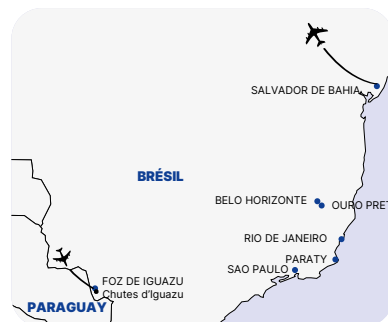 SALVADOR DE BAHIA
BRÉSIL
BELO HORIZONTE
OURO PRET
RIO DE JANEIRO
PARATY
SAO PAULO
FOZ DE IGUAZU
Chutes d'Iguazu
PARAGUAY